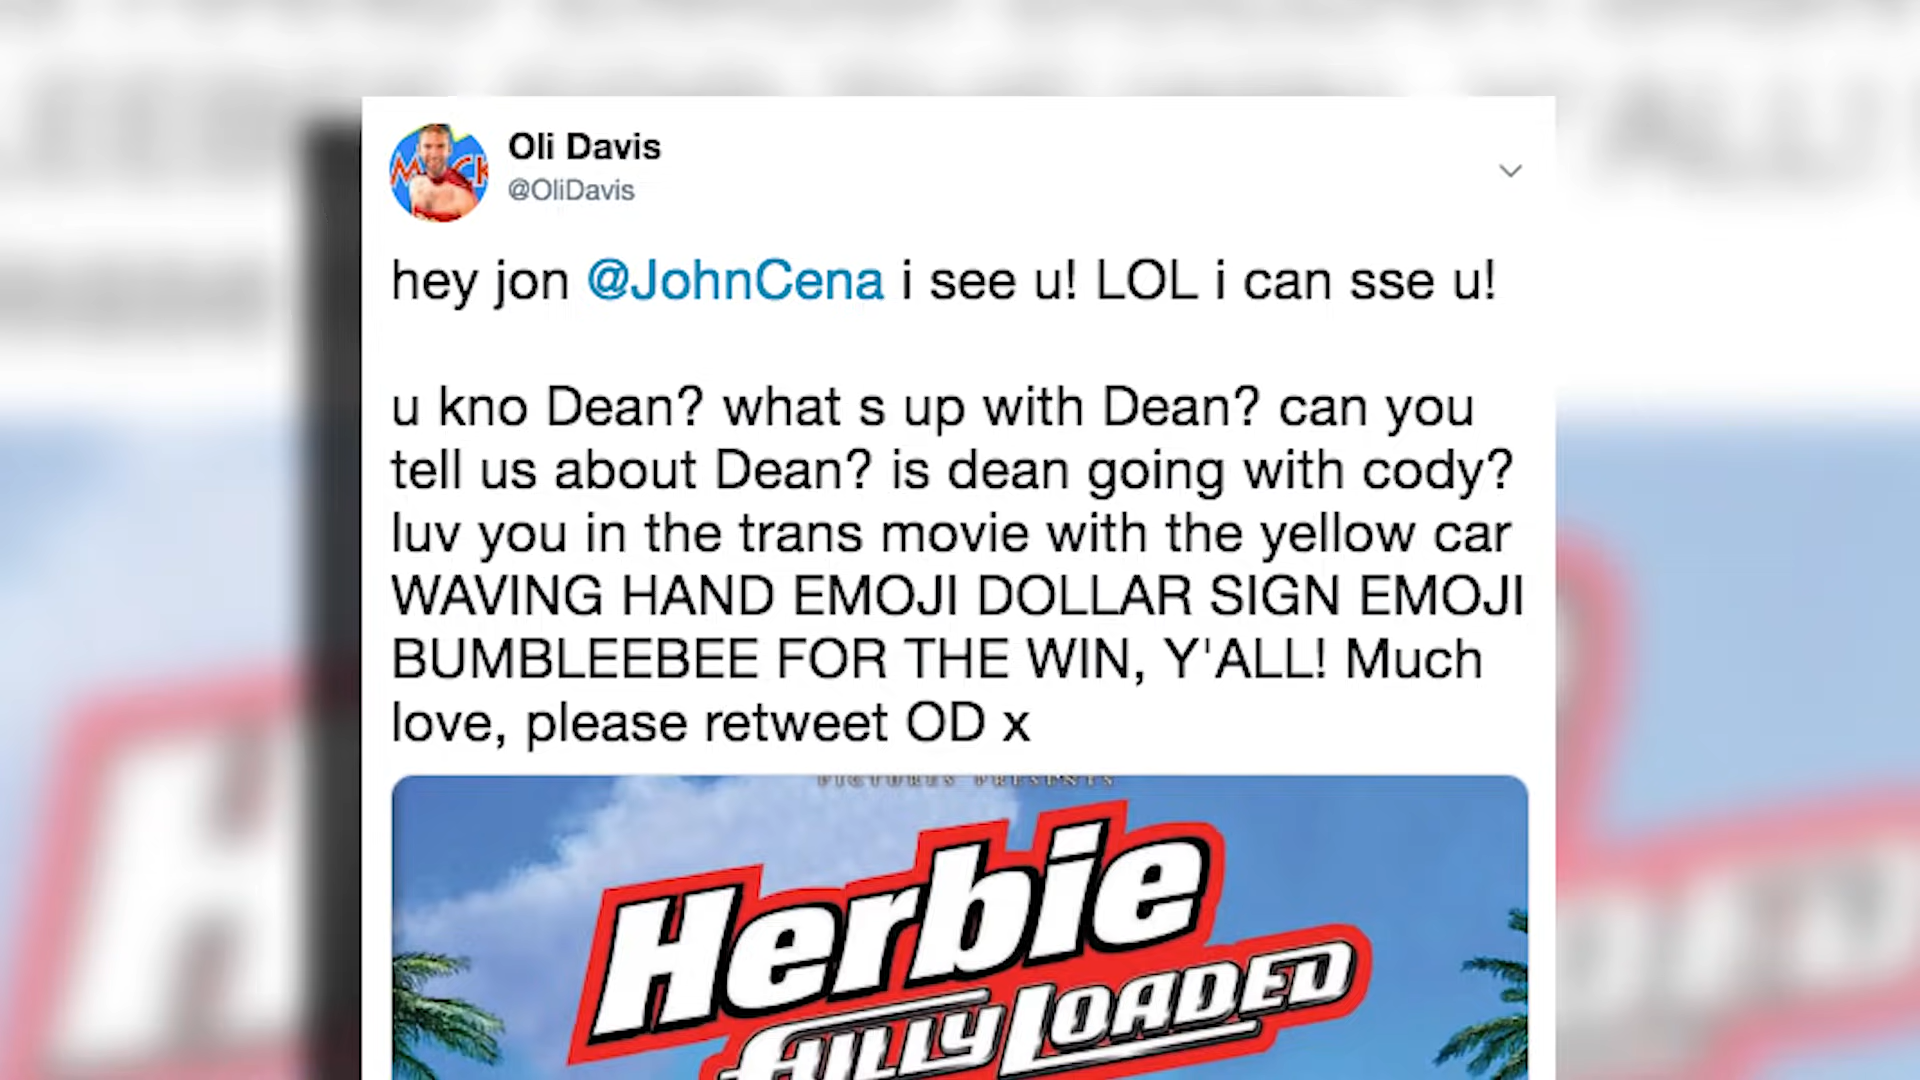 Oli Davis
@OliDavis
hey jon @JohnCena i see u! LOL i can sse u!
u kno Dean? what s up with Dean? can you
tell us about Dean? is dean going with cody?
luv you in the trans movie with the yellow car
WAVING HAND EMOJI DOLLAR SIGN EMOJI
BUMBLEEBEE FOR THE WIN, Y'ALL! Much
love, please retweet OD x
PICTURES PRESENTS
Herbie
FULLY LOADED